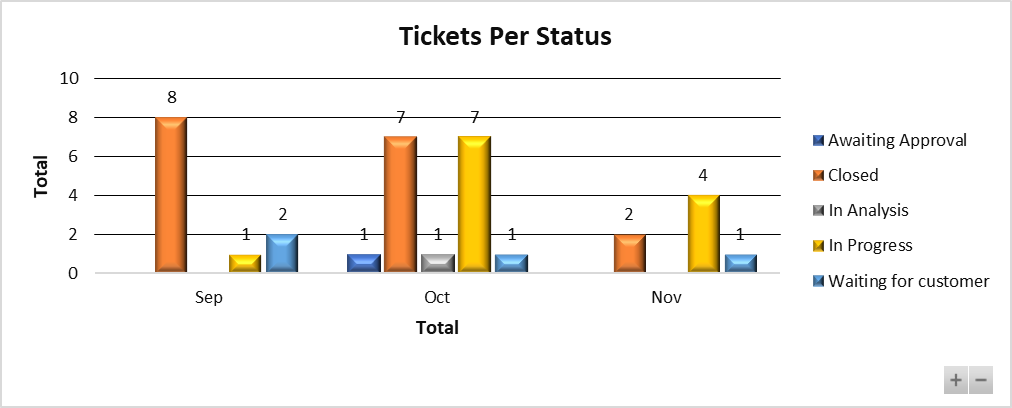 Tickets Per Status
10
8
6
4
2
0
Total
8
1
2
1
7
1
7
1
2
4
1
Sep
Oct
Nov
Total
Awaiting Approval
Closed
In Analysis
In Progress
Waiting for customer
+ −